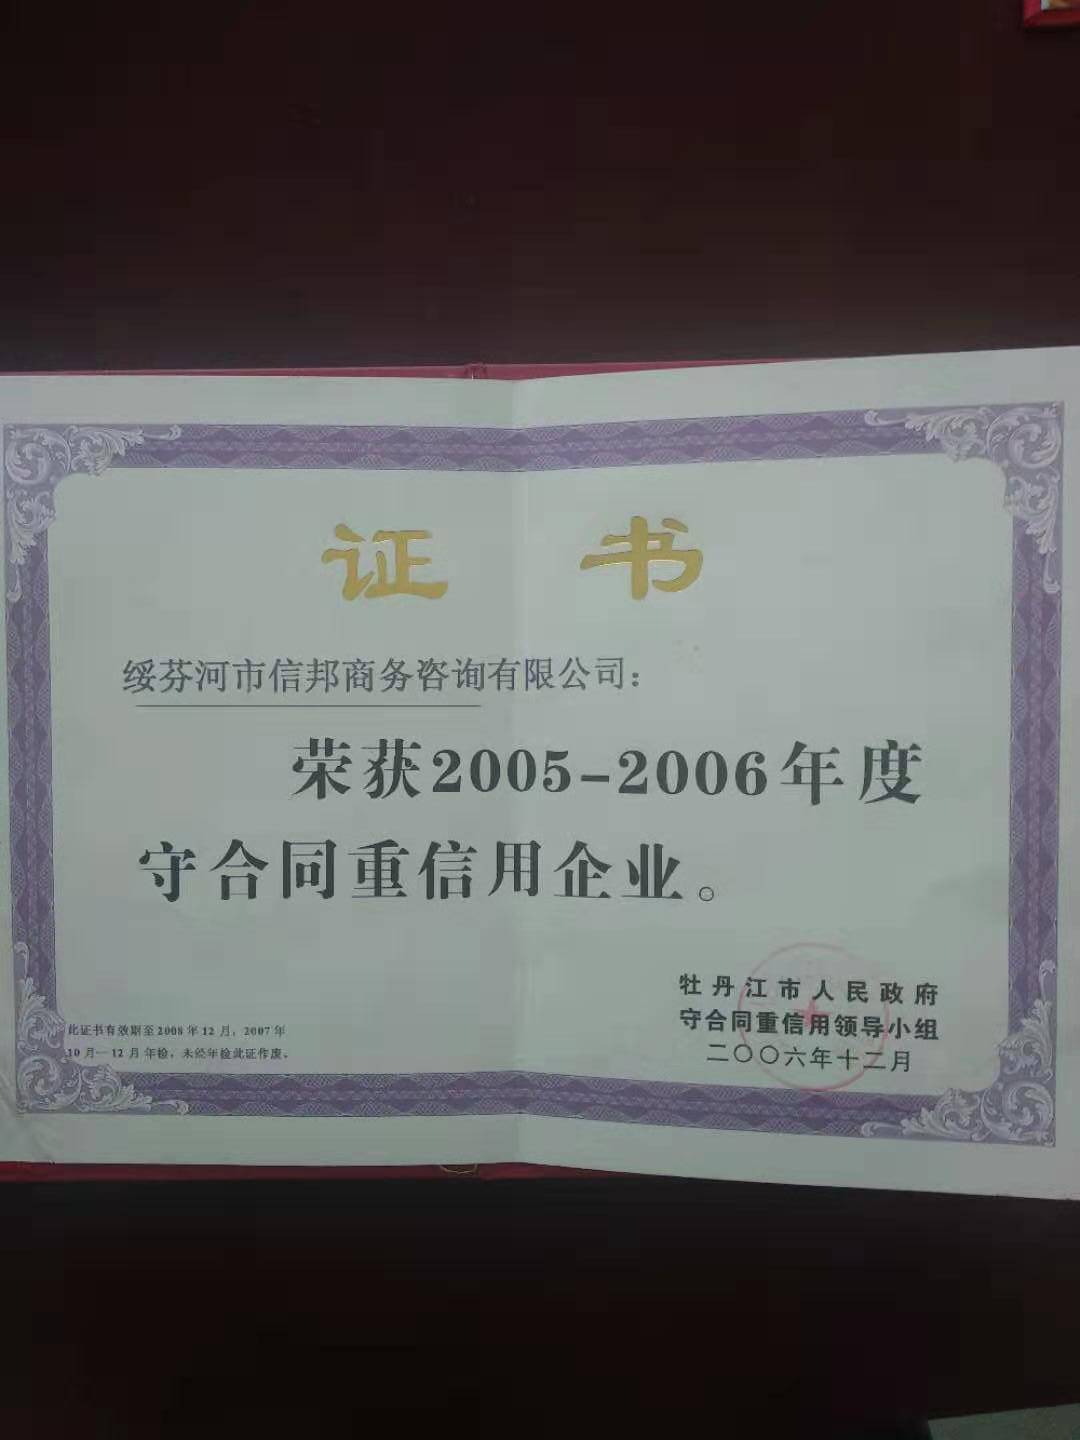 证 书
绥芬河市信邦商务咨询有限公司：
荣获2005-2006年度
守合同重信用企业。
牡丹江市人民政府
守合同重信用领导小组
二〇〇六年十二月
此证书有效期至2008年12月，2007年
10月—12月年检，未经年检此证作废。